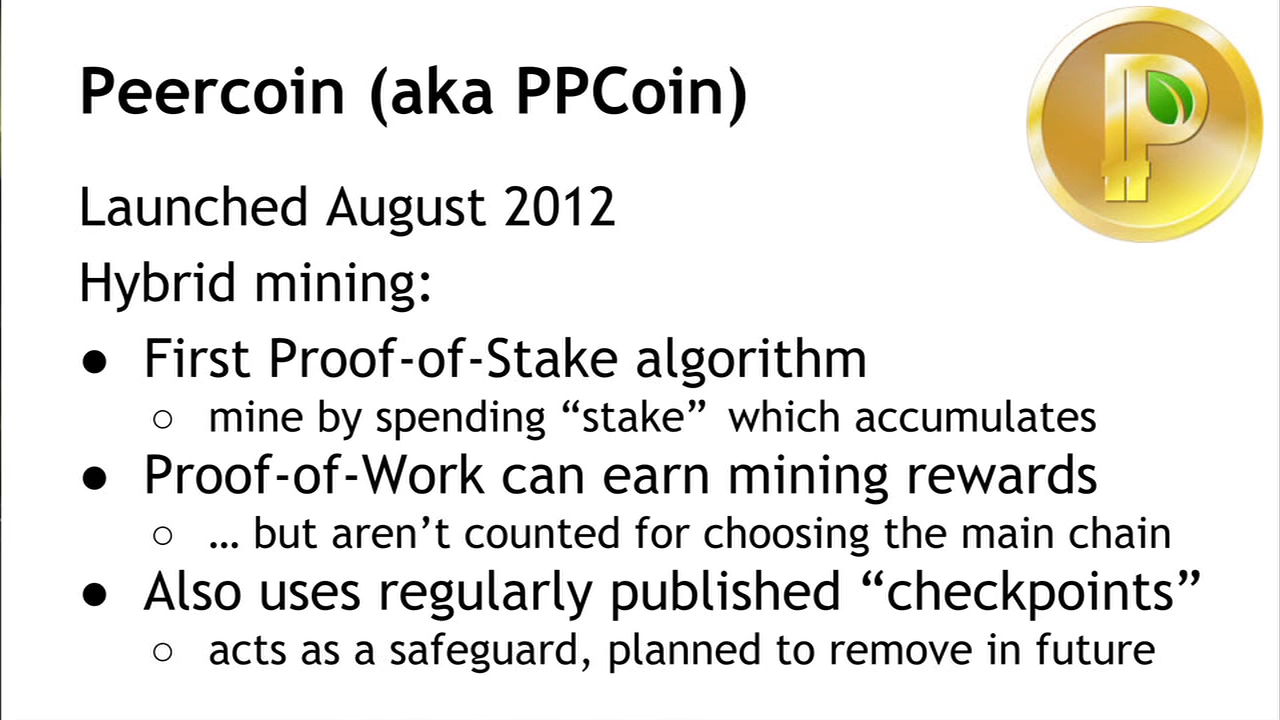 Peercoin (aka PPCoin)
Launched August 2012
Hybrid mining:
● First Proof-of-Stake algorithm
○ mine by spending “stake” which accumulates
● Proof-of-Work can earn mining rewards
○ … but aren’t counted for choosing the main chain
● Also uses regularly published “checkpoints”
○ acts as a safeguard, planned to remove in future